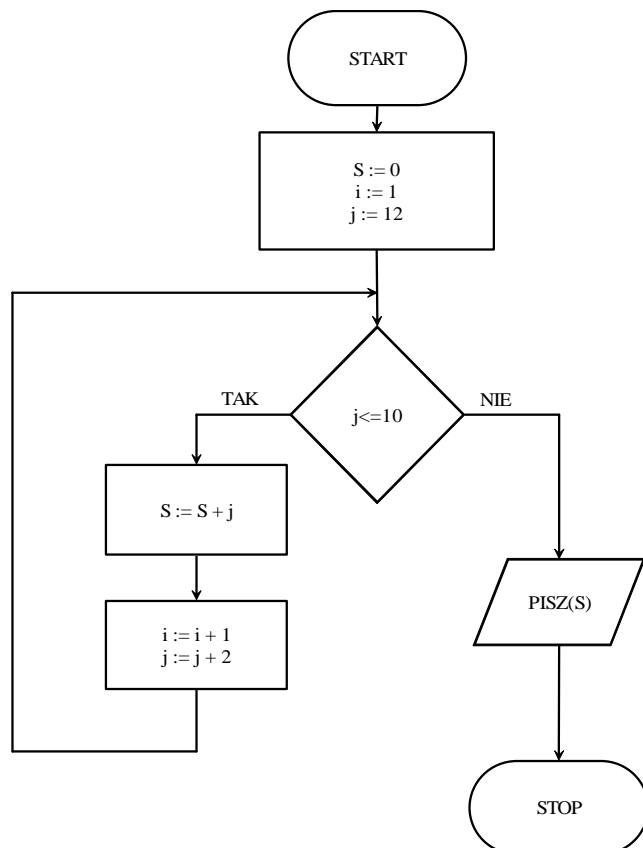 START
S := 0
i := 1
j := 12
j<=10
TAK
NIE
S := S + j
i := i + 1
j := j + 2
PISZ(S)
STOP